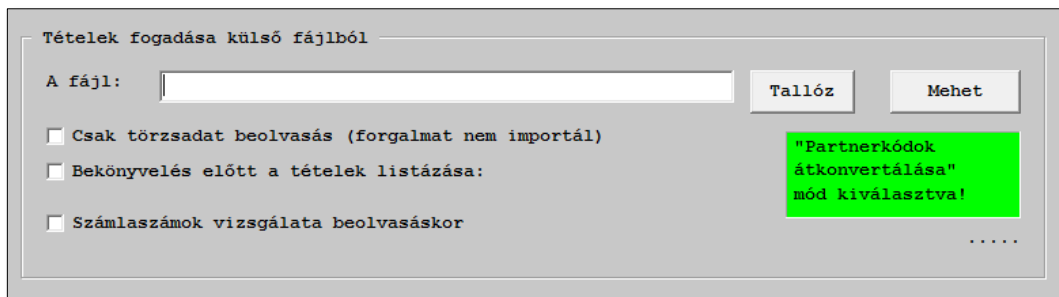 Tételek fogadása külső fájlból
A fájl:
Tallóz
Mehet
Csak törzsadat beolvasás (forgalmat nem importál)
Bekönyvelés előtt a tételek listázása:
Számlaszámok vizsgálata beolvasáskor
"Partnerkódok
átkonvertálása"
mód kiválasztva!
.....